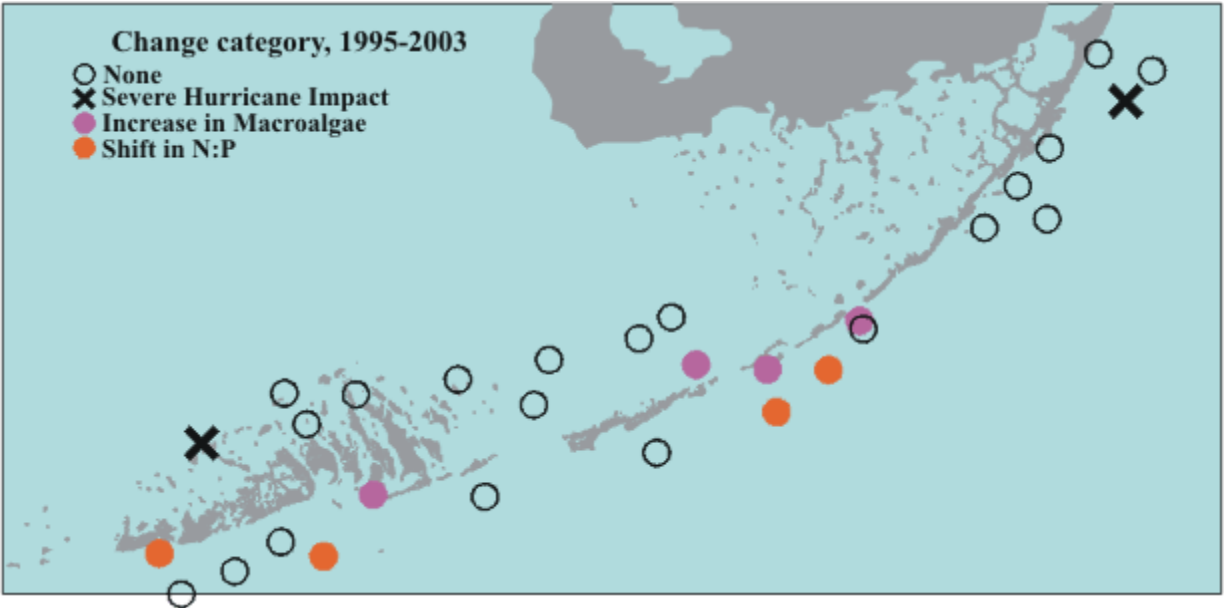 Change category, 1995-2003
None
Severe Hurricane Impact
Increase in Macroalgae
Shift in N:P